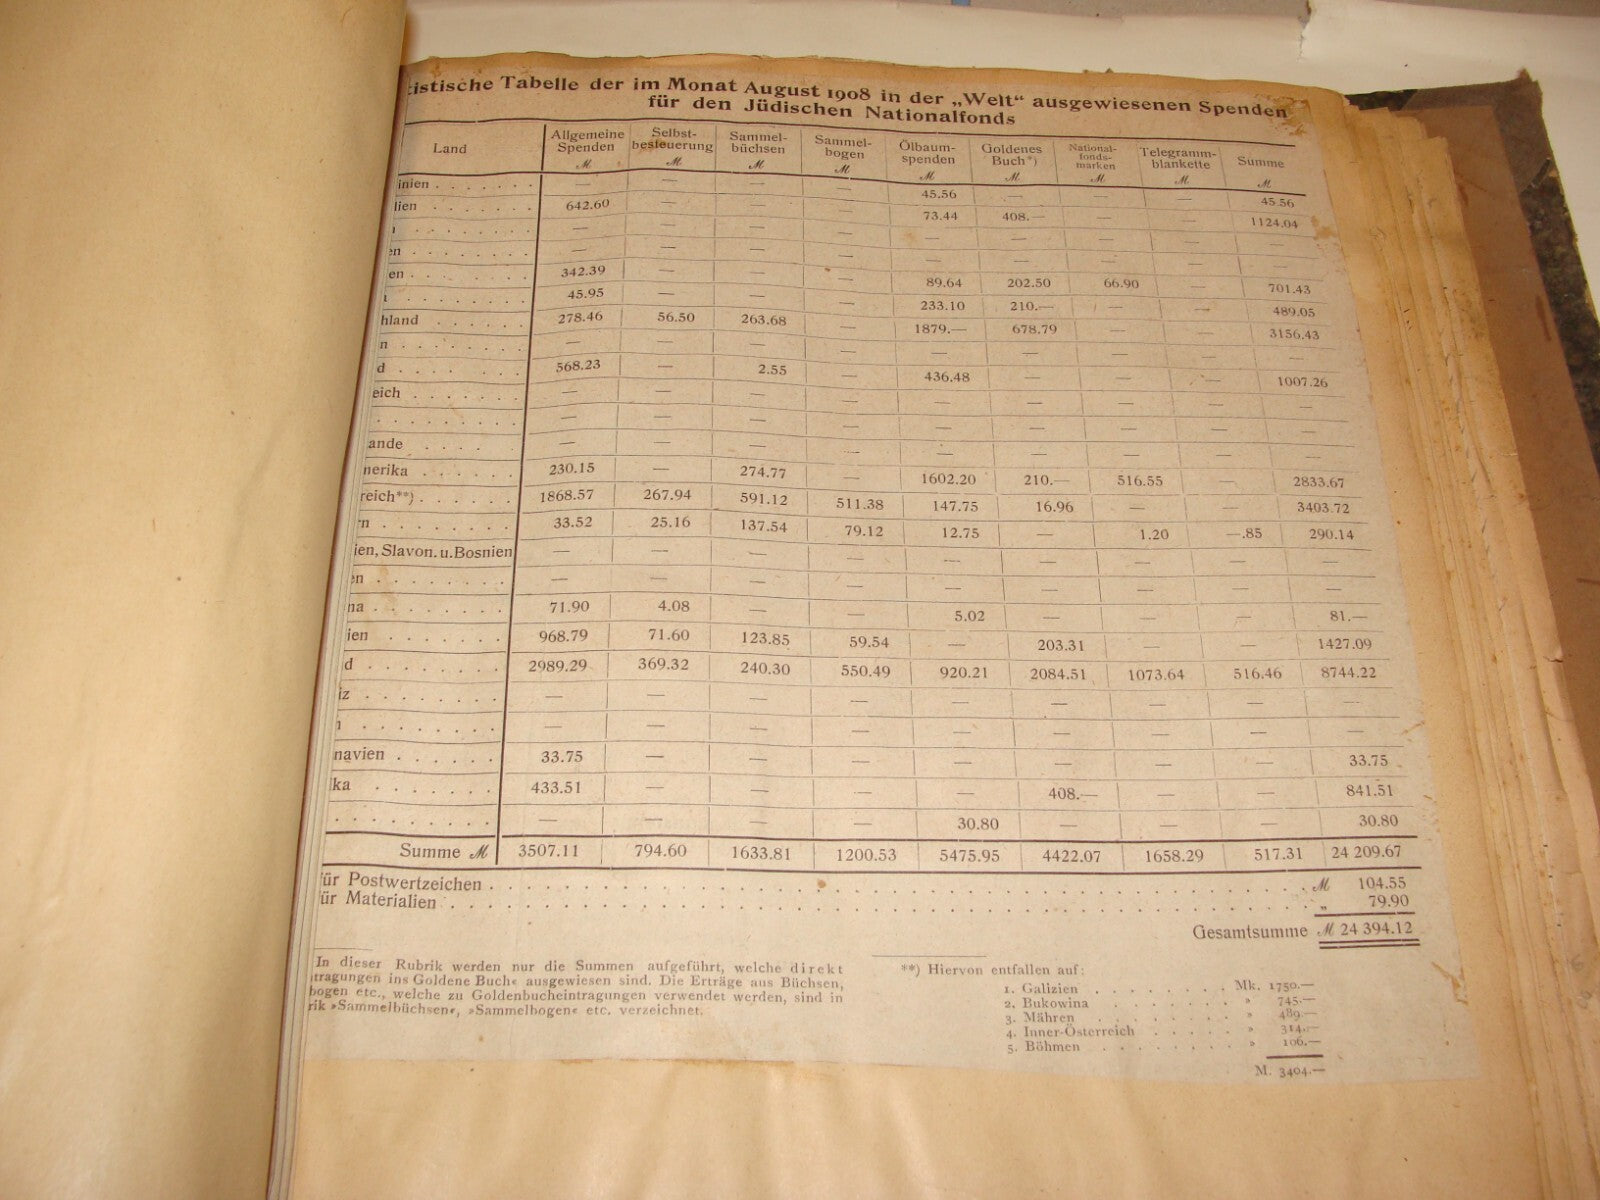 tistische Tabelle der im Monat August 1908 in der „Welt“ ausgewiesenen Spenden
für den Jüdischen Nationalfonds
Land | Allgemeine Spenden M | Selbst-besteuerung M | Sammel-büchsen M | Sammel-bogen M | Ölbaum-spenden M | Goldenes Buch*) M | National-fonds-marken M | Telegramm-blankette M | Summe M
inien . . . . . . . — — — — 45.56 — — — 45.56
lien . . . . . . . 642.60 — — — 73.44 408.— — — 1124.04
. . . . . . . . — — — — — — — — —
en . . . . . . . . — — — — — — — — —
en . . . . . . . . 342.39 — — — 89.64 202.50 66.90 — 701.43
. . . . . . . . 45.95 — — — 233.10 210.— — — 489.05
hland . . . . . . 278.46 56.50 263.68 — 1879.— 678.79 — — 3156.43
n . . . . . . . . — — — — — — — — —
d . . . . . . . 568.23 — 2.55 — 436.48 — — — 1007.26
eich . . . . . . . — — — — — — — — —
. . . . . . . . — — — — — — — — —
ande . . . . — — — — — — — — —
nerika . . . . . . 230.15 — 274.77 — 1602.20 210.— 516.55 — 2833.67
reich**) . . . . . . 1868.57 267.94 591.12 511.38 147.75 16.96 — — 3403.72
rn . . . . . . . . 33.52 25.16 137.54 79.12 12.75 — 1.20 —.85 290.14
ien, Slavon. u. Bosnien — — — — — — — — —
en . . . . . . . . — — — — — — — — —
na . . . . . . . . 71.90 4.08 — — 5.02 — — — 81.—
ien . . . . . . . 968.79 71.60 123.85 59.54 — 203.31 — — 1427.09
d . . . . . . . . 2989.29 369.32 240.30 550.49 920.21 2084.51 1073.64 516.46 8744.22
iz . . . . . . . . — — — — — — — — —
. . . . . . . . — — — — — — — — —
navien . . . . . . 33.75 — — — — — — — 33.75
ka . . . . . . . 433.51 — — — — 408.— — — 841.51
. . . . . . . . . — — — — 30.80 — — — 30.80
Summe M 3507.11 794.60 1633.81 1200.53 5475.95 4422.07 1658.29 517.31 24 209.67
für Postwertzeichen . . . . . . M 104.55
ür Materialien . . . . . . „ 79.90
Gesamtsumme M 24 394.12
In dieser Rubrik werden nur die Summen aufgeführt, welche direkt
ntragungen ins Goldene Buch« ausgewiesen sind. Die Erträge aus Büchsen,
bogen etc., welche zu Goldenbucheintragungen verwendet werden, sind in
rik »Sammelbüchsen«, »Sammelbogen« etc. verzeichnet.
**) Hiervon entfallen auf:
1. Galizien . . . . . . . . Mk. 1750.—
2. Bukowina . . . . . . . » 745.—
3. Mähren . . . . . . . . » 489.—
4. Inner-Österreich . . . . . » 314.—
5. Böhmen . . . . . . . . » 106.—
M. 3404.—